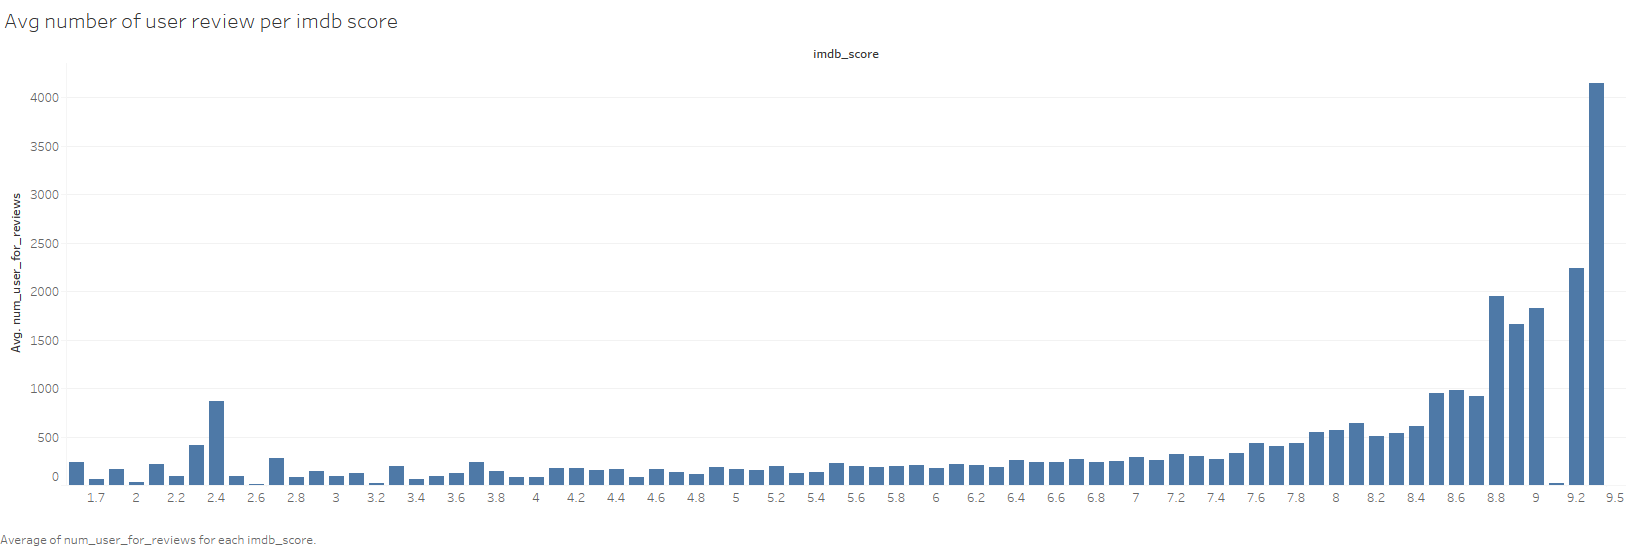 Avg number of user review per imdb score
imdb_score
Avg. num_user_for_reviews
4000
3500
3000
2500
2000
1500
1000
500
0
1.7 2 2.2 2.4 2.6 2.8 3 3.2 3.4 3.6 3.8 4 4.2 4.4 4.6 4.8 5 5.2 5.4 5.6 5.8 6 6.2 6.4 6.6 6.8 7 7.2 7.4 7.6 7.8 8 8.2 8.4 8.6 8.8 9 9.2 9.5
Average of num_user_for_reviews for each imdb_score.